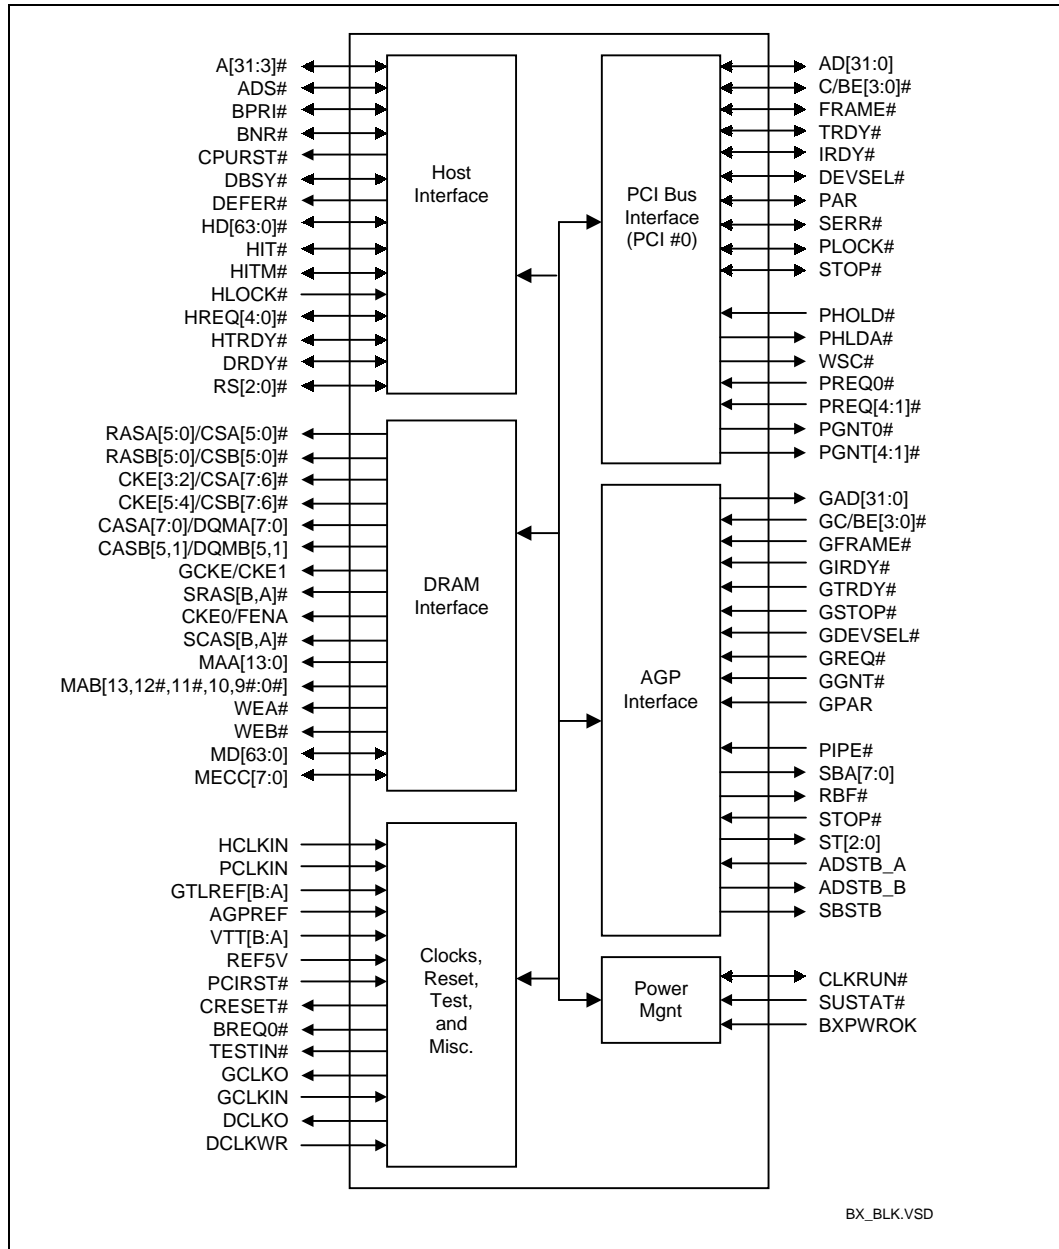 A[31:3]#
ADS#
BPRI#
BNR#
CPURST#
DBSY#
DEFER#
HD[63:0]#
HIT#
HITM#
HLOCK#
HREQ[4:0]#
HTRDY#
DRDY#
RS[2:0]#
Host
Interface
RASA[5:0]/CSA[5:0]#
RASB[5:0]/CSB[5:0]#
CKE[3:2]/CSA[7:6]#
CKE[5:4]/CSB[7:6]#
CASA[7:0]/DQMA[7:0]
CASB[5,1]/DQMB[5,1]
GCKE/CKE1
SRAS[B,A]#
CKE0/FENA
SCAS[B,A]#
MAA[13:0]
MAB[13,12#,11#,10,9#:0#]
WEA#
WEB#
MD[63:0]
MECC[7:0]
DRAM
Interface
HCLKIN
PCLKIN
GTLREF[B:A]
AGPREF
VTT[B:A]
REF5V
PCIRST#
CRESET#
BREQ0#
TESTIN#
GCLKO
GCLKIN
DCLKO
DCLKWR
Clocks,
Reset,
Test,
and
Misc.
PCI Bus
Interface
(PCI #0)
AD[31:0]
C/BE[3:0]#
FRAME#
TRDY#
IRDY#
DEVSEL#
PAR
SERR#
PLOCK#
STOP#
PHOLD#
PHLDA#
WSC#
PREQ0#
PREQ[4:1]#
PGNT0#
PGNT[4:1]#
AGP
Interface
GAD[31:0]
GC/BE[3:0]#
GFRAME#
GIRDY#
GTRDY#
GSTOP#
GDEVSEL#
GREQ#
GGNT#
GPAR
PIPE#
SBA[7:0]
RBF#
STOP#
ST[2:0]
ADSTB_A
ADSTB_B
SBSTB
Power
Mgnt
CLKRUN#
SUSTAT#
BXPWROK
BX_BLK.VSD